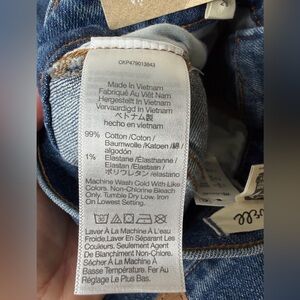 CKP479013843
Made In Vietnam
Fabriqué Au Viêt Nam
Hergestellt In Vietnam
Vervaardigd In Vietnam
ベトナム製
hecho en vietnam
99% Cotton /Coton /
Baumwolle /Katoen /綿/
algodón
1% Elastane /Élasthanne /
Elastan /Elastaan /
ポリウレタン /elastano
Machine Wash Cold With Like
Colors. Non-Chlorine Bleach
Only. Tumble Dry Low. Iron
On Lowest Setting.
Laver À La Machine À L'eau
Froide.Laver En Séparant Les
Couleurs. Seulement Agent
De Blanchiment Non-Chloré.
Sécher À La Machine À
Basse Température. Fer Au
Réglage Le Plus Bas.